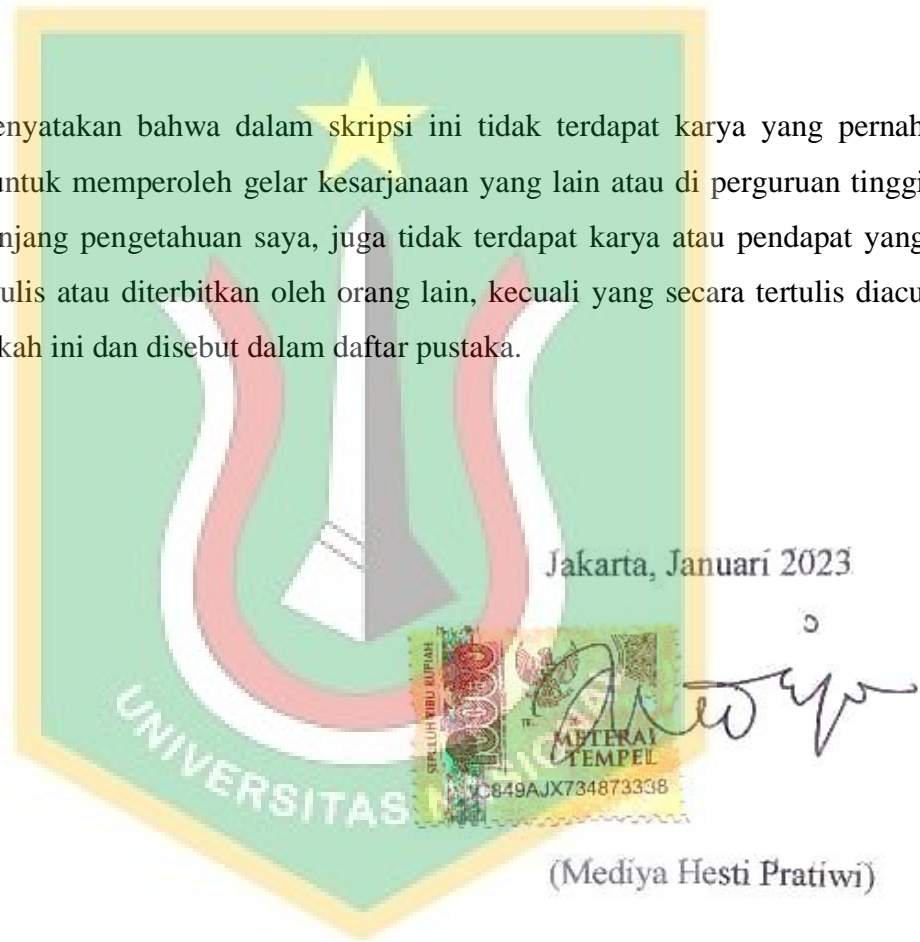 enyatakan bahwa dalam skripsi ini tidak terdapat karya yang pernah
untuk memperoleh gelar kesarjanaan yang lain atau di perguruan tinggi
njang pengetahuan saya, juga tidak terdapat karya atau pendapat yang
ulis atau diterbitkan oleh orang lain, kecuali yang secara tertulis diacu
kah ini dan disebut dalam daftar pustaka.
Jakarta, Januari 2023
SEPULUH RIBU RUPIAH
10000
METERAI
TEMPEL
C849AJX734873338
UNIVERSITAS NASIONAL
(Mediya Hesti Pratiwi)